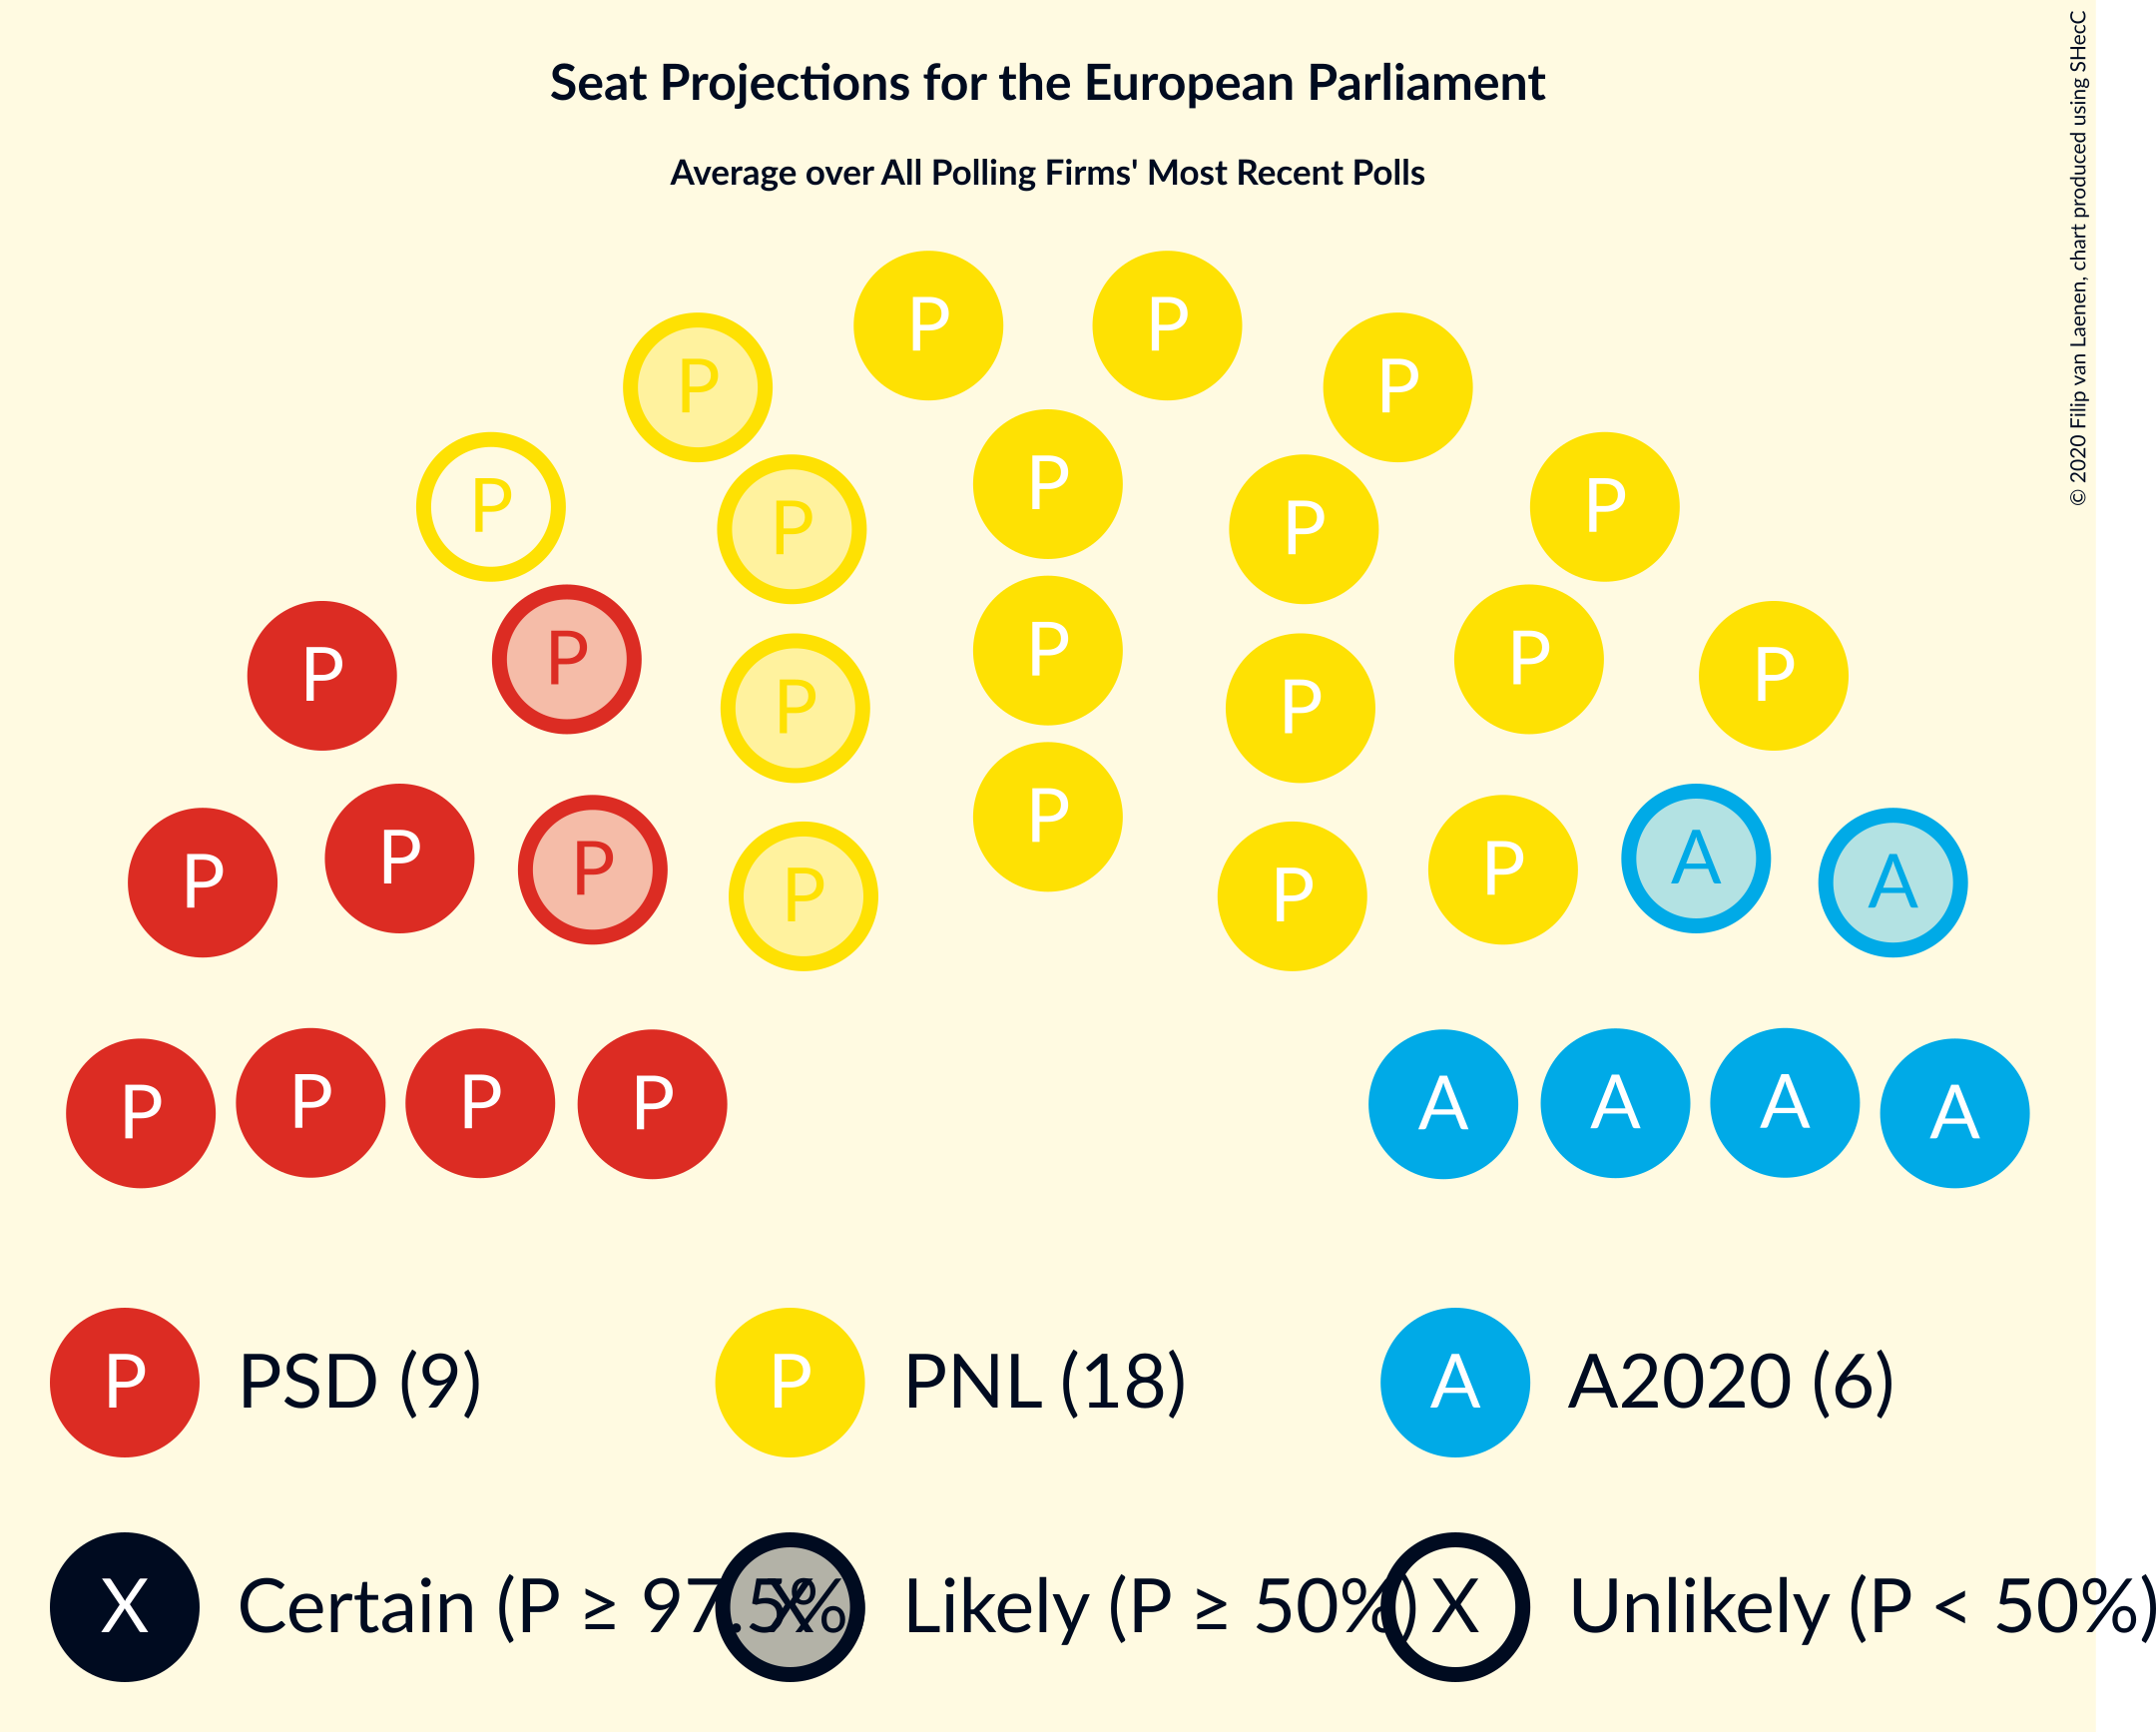 Seat Projections for the European Parliament
Average over All Polling Firms' Most Recent Polls
© 2020 Filip van Laenen, chart produced using SHecC
P P
P P
P
P P P P
P P P P
P P
P P A A
P P P P
P P
P P P P A A A A
P PSD (9) P PNL (18) A A2020 (6)
X Certain (P ≥ 97.5% X Likely (P ≥ 50%) X Unlikely (P < 50%)